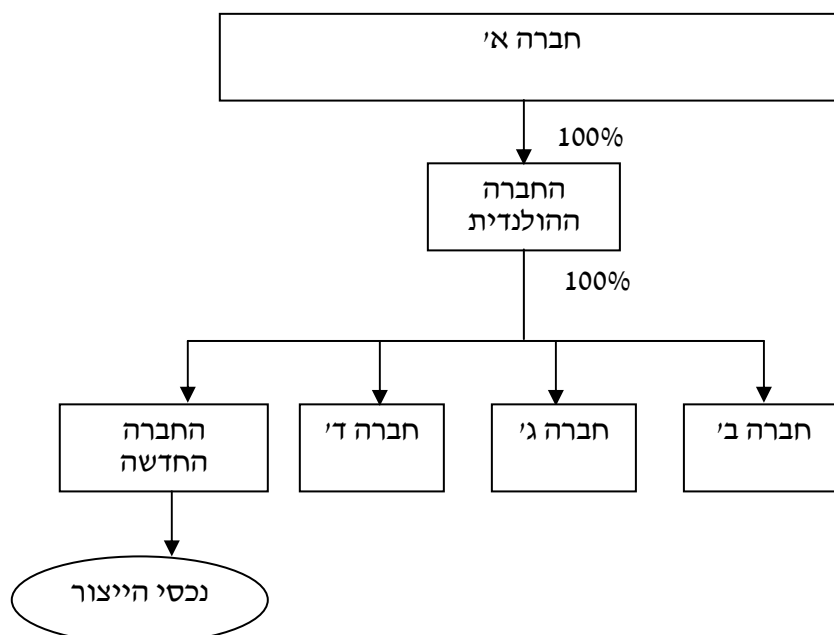 חברה א'
100%
החברה
ההולנדית
100%
חברה ב'
חברה ג'
חברה ד'
החברה
החדשה
נכסי הייצור